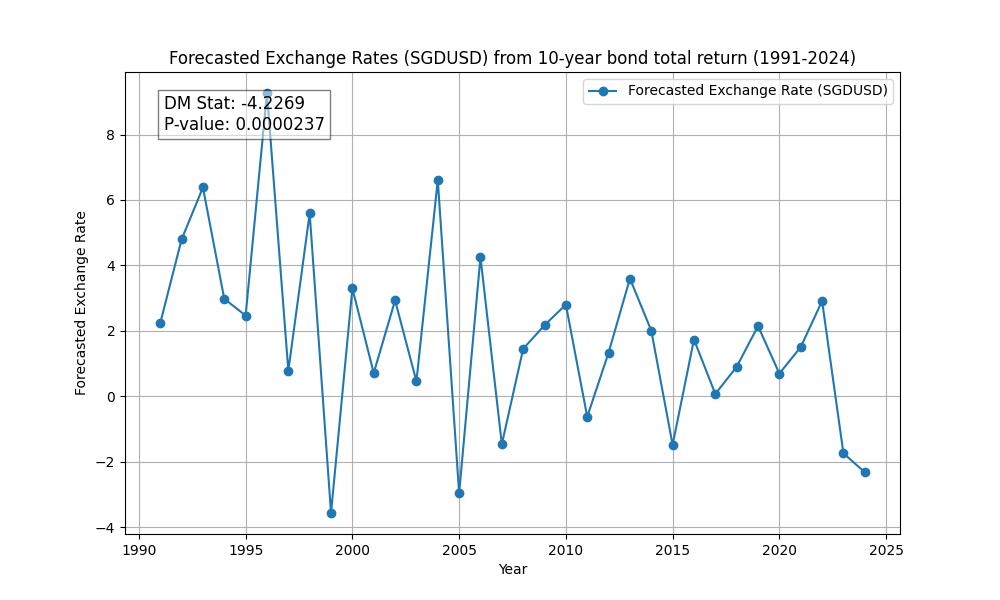 Forecasted Exchange Rates (SGDUSD) from 10-year bond total return (1991-2024)
DM Stat: -4.2269
P-value: 0.0000237
Forecasted Exchange Rate (SGDUSD)
Forecasted Exchange Rate
8
6
4
2
0
−2
−4
1990 1995 2000 2005 2010 2015 2020 2025
Year